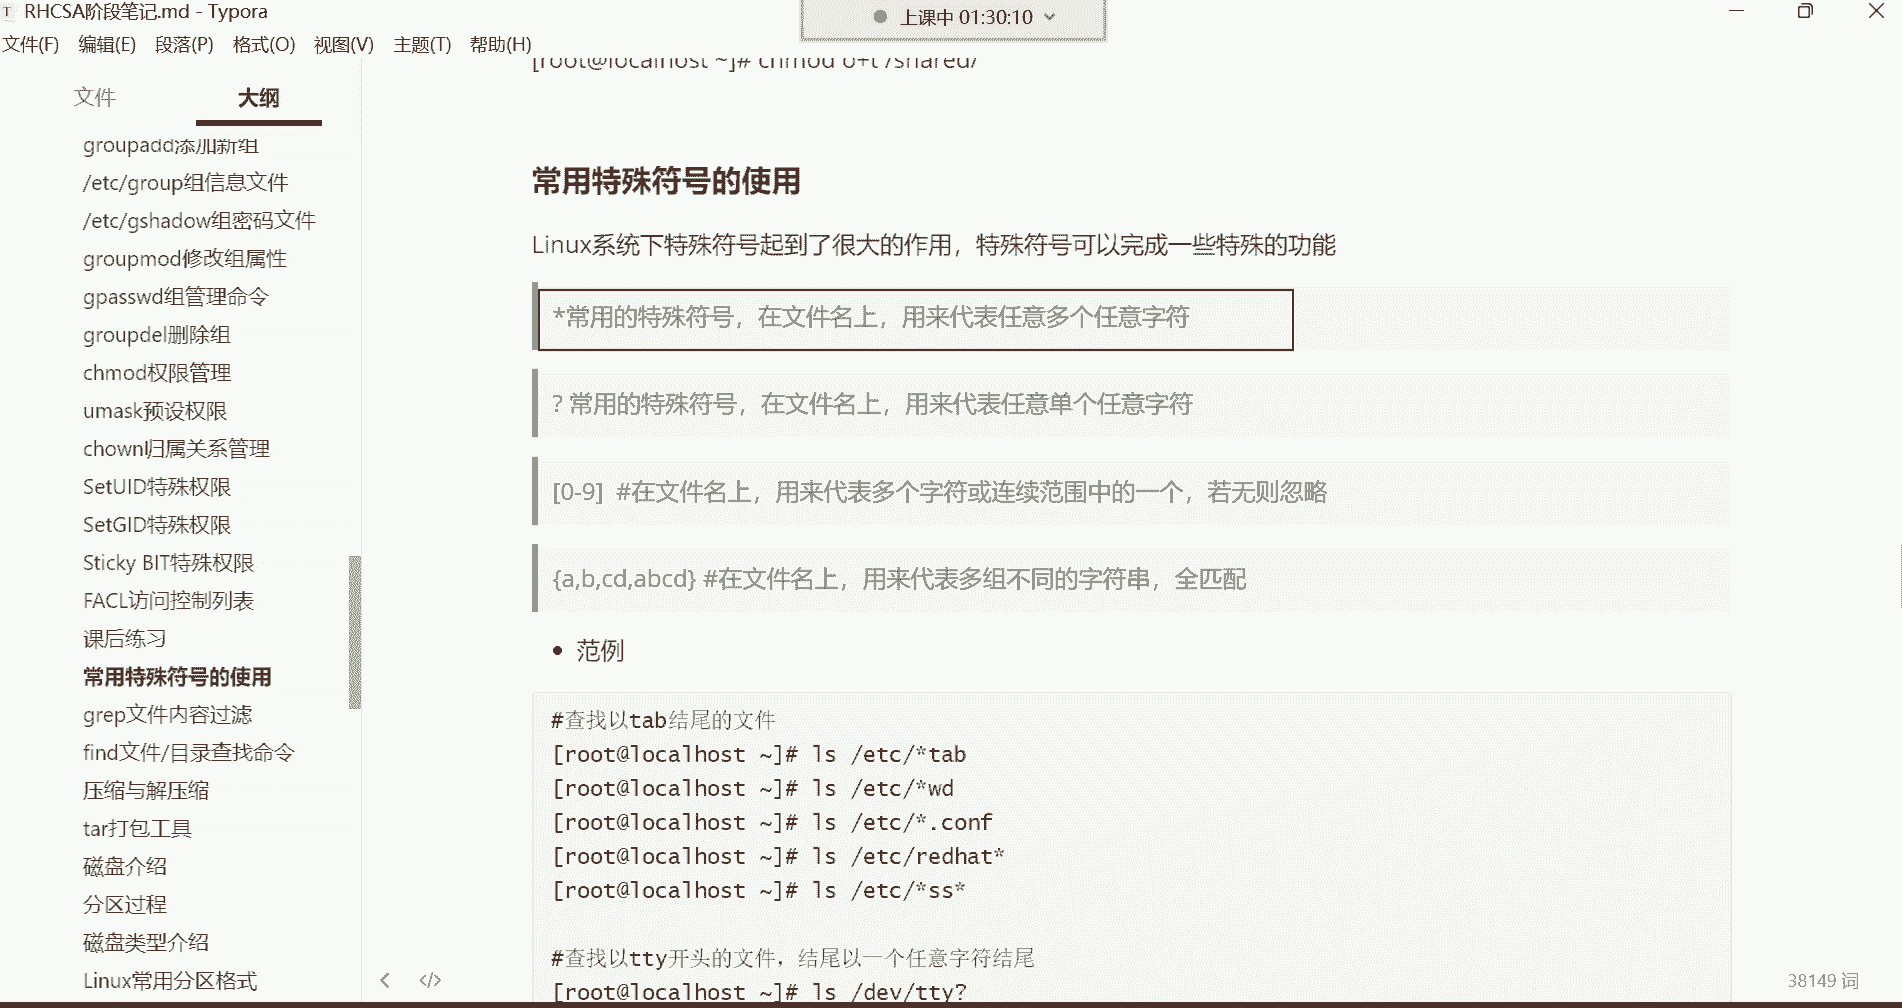 RHCSA阶段笔记.md - Typora
上课中 01:30:10
文件(F) 编辑(E) 段落(P) 格式(O) 视图(V) 主题(T) 帮助(H)
文件 大纲
groupadd添加新组
/etc/group组信息文件
/etc/gshadow组密码文件
groupmod修改组属性
gpasswd组管理命令
groupdel删除组
chmod权限管理
umask预设权限
chown归属关系管理
SetUID特殊权限
SetGID特殊权限
Sticky BIT特殊权限
FACL访问控制列表
课后练习
常用特殊符号的使用
grep文件内容过滤
find文件/目录查找命令
压缩与解压缩
tar打包工具
磁盘介绍
分区过程
磁盘类型介绍
Linux常用分区格式
[root@localhost ~]# chmod o+t /shared/
常用特殊符号的使用
Linux系统下特殊符号起到了很大的作用，特殊符号可以完成一些特殊的功能
*常用的特殊符号，在文件名上，用来代表任意多个任意字符
? 常用的特殊符号，在文件名上，用来代表任意单个任意字符
[0-9] #在文件名上，用来代表多个字符或连续范围中的一个，若无则忽略
{a,b,cd,abcd} #在文件名上，用来代表多组不同的字符串，全匹配
• 范例
#查找以tab结尾的文件
[root@localhost ~]# ls /etc/*tab
[root@localhost ~]# ls /etc/*wd
[root@localhost ~]# ls /etc/*.conf
[root@localhost ~]# ls /etc/redhat*
[root@localhost ~]# ls /etc/*ss*
#查找以tty开头的文件，结尾以一个任意字符结尾
[root@localhost ~]# ls /dev/tty?
38149 词